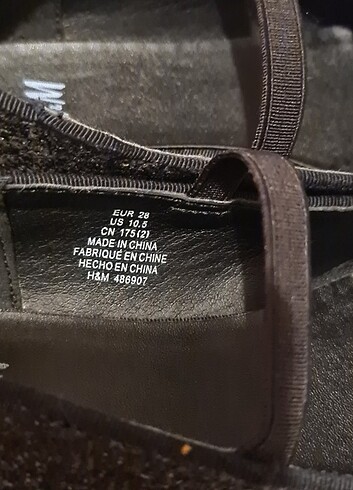 EUR 28
US 10,5
CN 175(2)
MADE IN CHINA
FABRIQUÉ EN CHINE
HECHO EN CHINA
H&M 486907